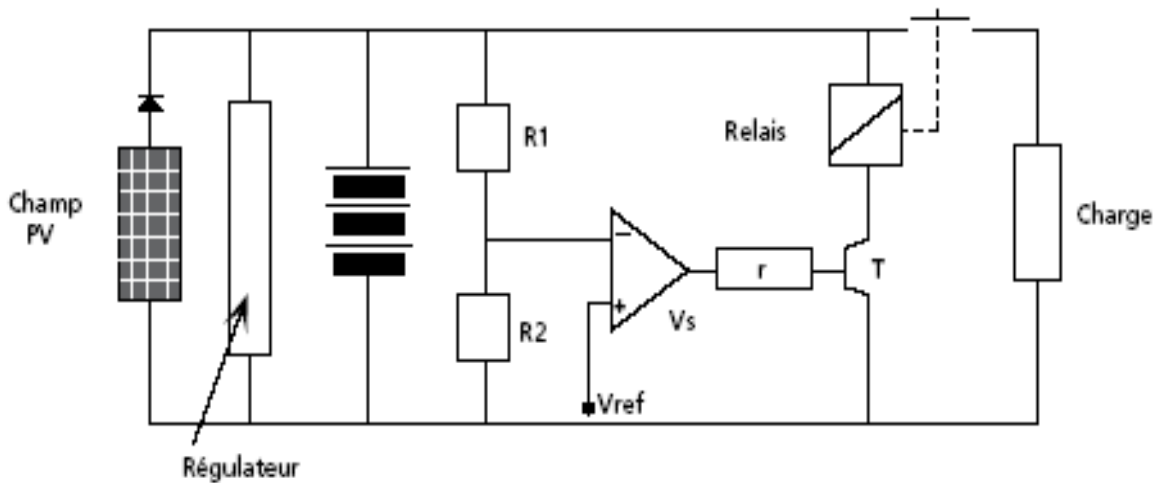 Champ
PV
Régulateur
R1
R2
−
+
Vref
Vs
r
T
Relais
Charge